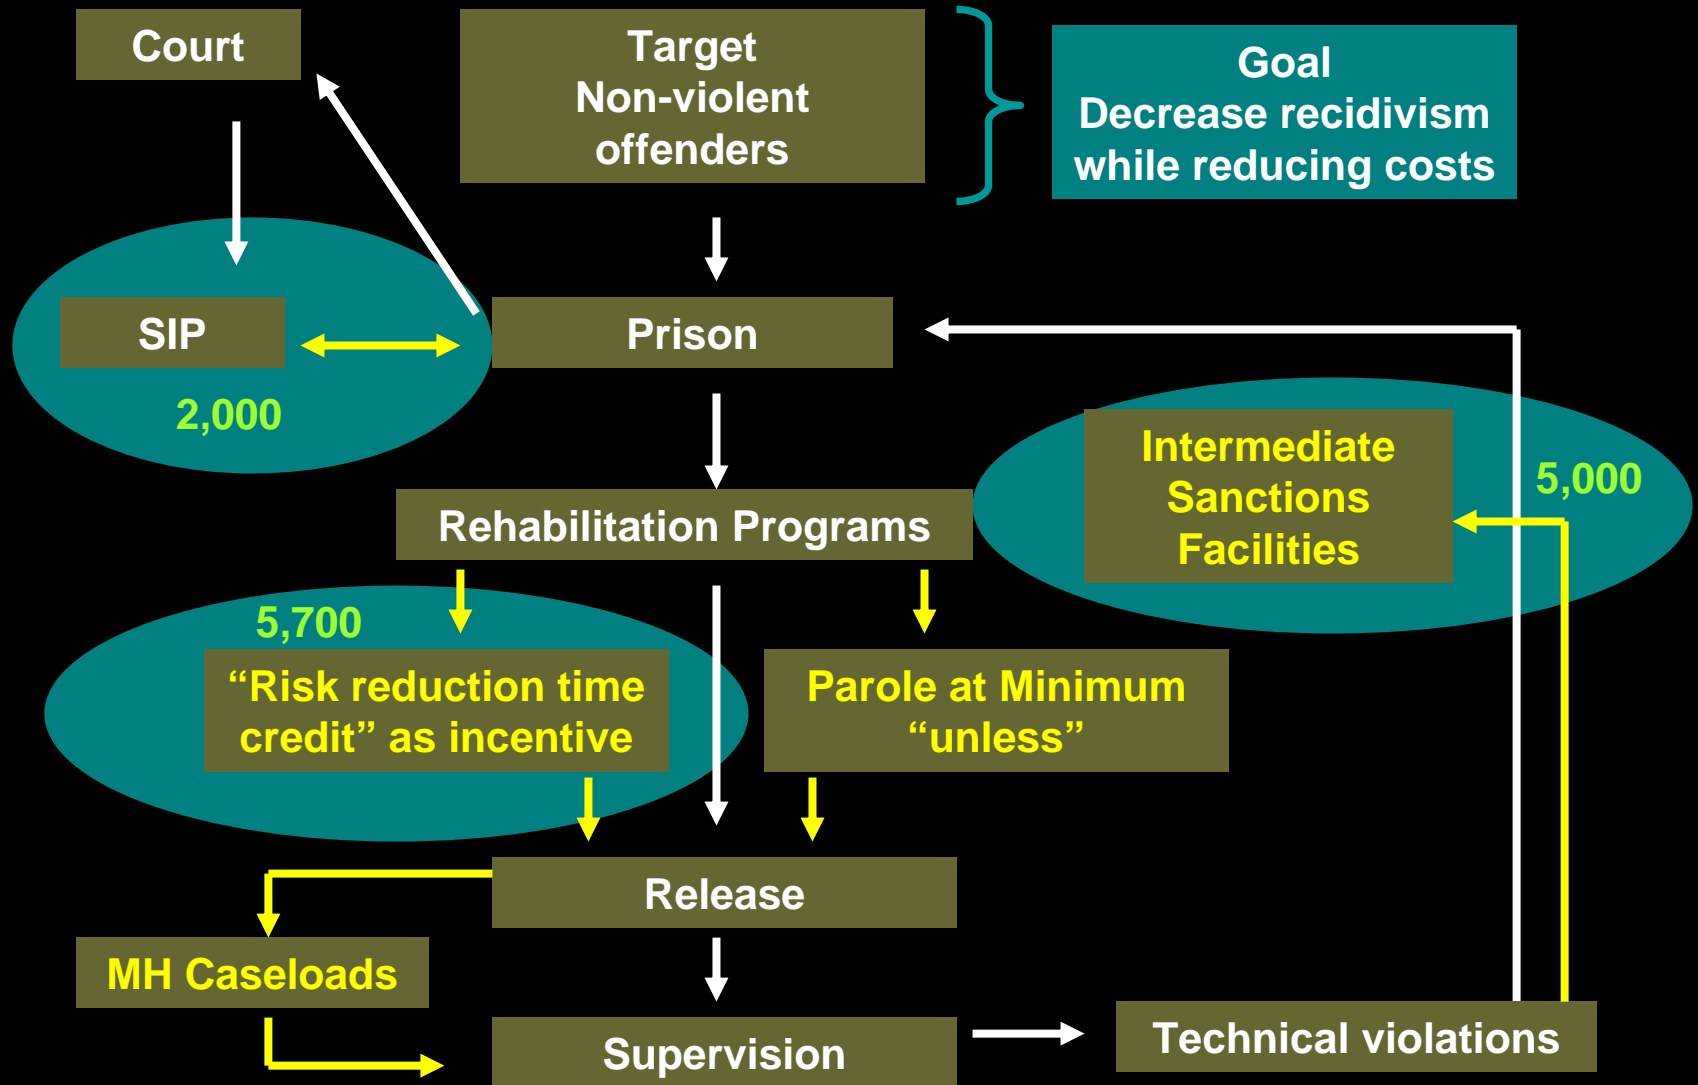 Court
Target
Non-violent
offenders
Goal
Decrease recidivism
while reducing costs
SIP
Prison
2,000
Intermediate
Sanctions
Facilities
5,000
Rehabilitation Programs
5,700
“Risk reduction time
credit” as incentive
Parole at Minimum
“unless”
Release
MH Caseloads
Supervision
Technical violations